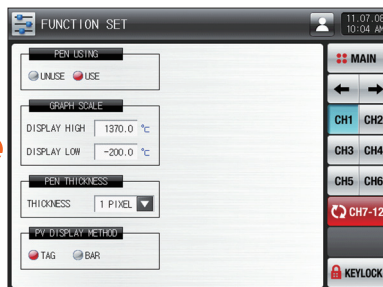 FUNCTION SET
11.07.08
10:04 AM
PEN USING
UNUSE USE
GRAPH SCALE
DISPLAY HIGH 1370.0 °C
DISPLAY LOW -200.0 °C
PEN THICKNESS
THICKNESS 1 PIXEL
PV DISPLAY METHOD
TAG BAR
MAIN
CH1 CH2
CH3 CH4
CH5 CH6
CH7-12
KEYLOCK